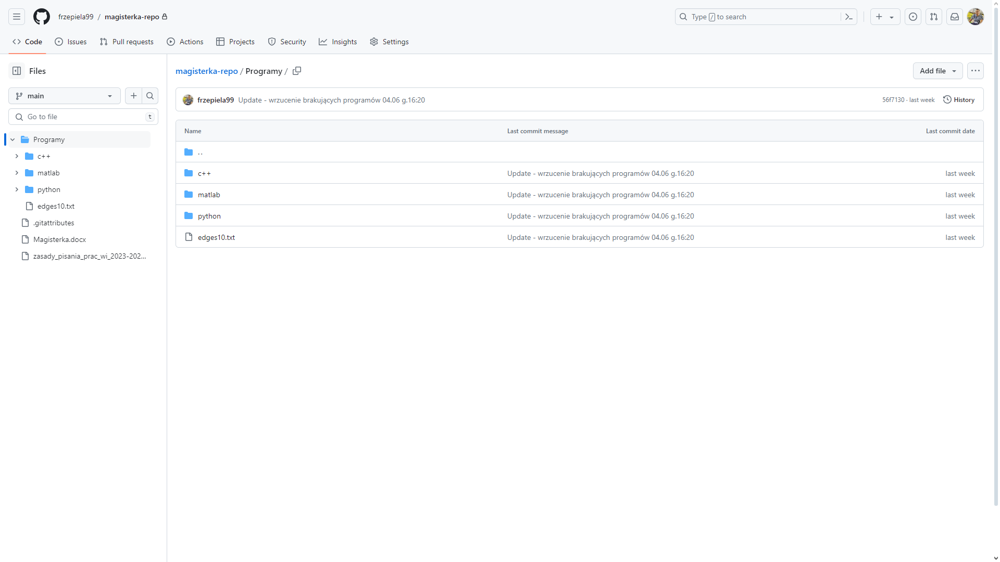 frzepiela99 / magisterka-repo
Type / to search
Code Issues Pull requests Actions Projects Security Insights Settings
Files
main
Go to file t
Programy
c++
matlab
python
edges10.txt
.gitattributes
Magisterka.docx
zasady_pisania_prac_wi_2023-202...
magisterka-repo / Programy /
Add file
frzepiela99 Update - wrzucenie brakujących programów 04.06 g.16:20 56f7130 · last week History
Name Last commit message Last commit date
..
c++ Update - wrzucenie brakujących programów 04.06 g.16:20 last week
matlab Update - wrzucenie brakujących programów 04.06 g.16:20 last week
python Update - wrzucenie brakujących programów 04.06 g.16:20 last week
edges10.txt Update - wrzucenie brakujących programów 04.06 g.16:20 last week